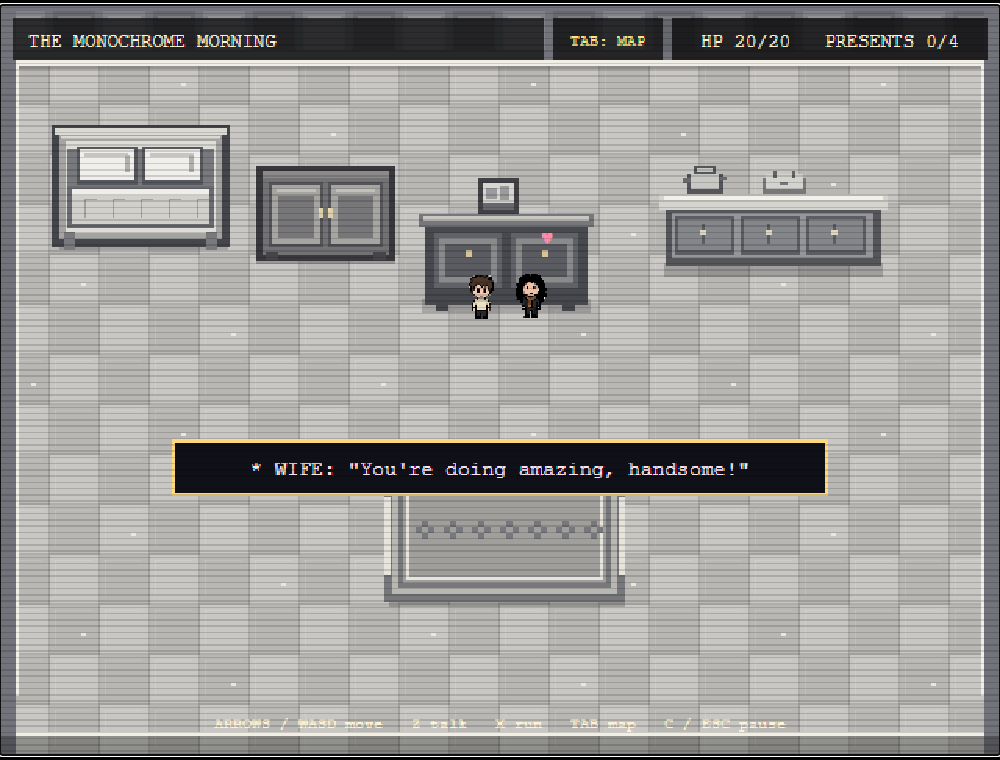 THE MONOCHROME MORNING
TAB: MAP
HP 20/20 PRESENTS 0/4
* WIFE: "You're doing amazing, handsome!"
ARROWS / WASD move Z talk X run TAB map C / ESC pause